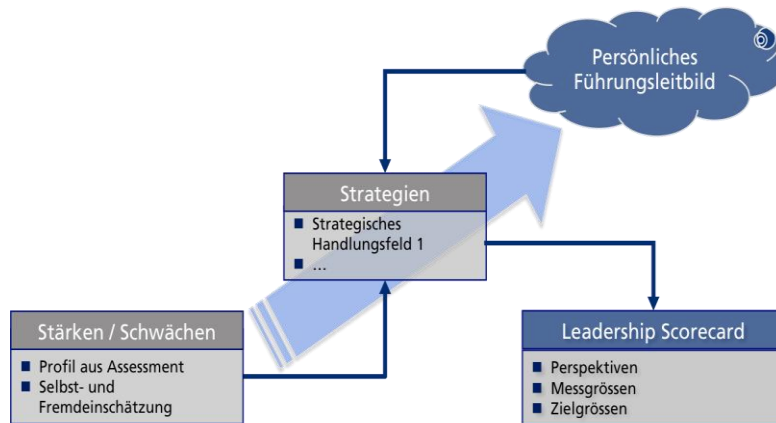 Persönliches
Führungsleitbild
Strategien
Strategisches
Handlungsfeld 1
...
Stärken / Schwächen
Profil aus Assessment
Selbst- und
Fremdeinschätzung
Leadership Scorecard
Perspektiven
Messgrössen
Zielgrössen